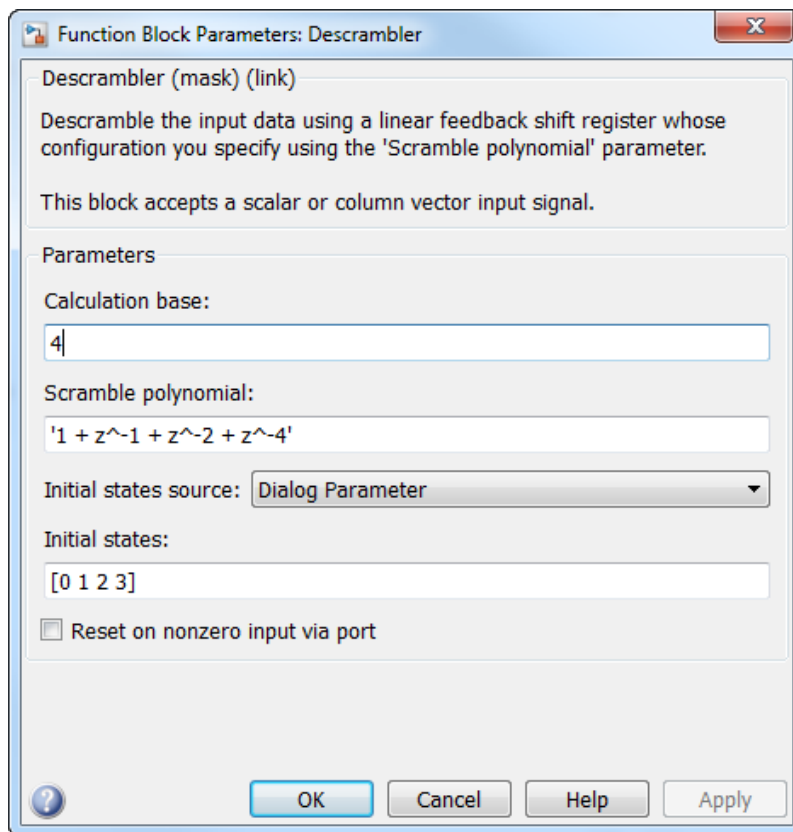 Function Block Parameters: Descrambler
Descrambler (mask) (link)
Descramble the input data using a linear feedback shift register whose
configuration you specify using the 'Scramble polynomial' parameter.
This block accepts a scalar or column vector input signal.
Parameters
Calculation base:
4
Scramble polynomial:
'1 + z^-1 + z^-2 + z^-4'
Initial states source: Dialog Parameter
Initial states:
[0 1 2 3]
Reset on nonzero input via port
? OK Cancel Help Apply